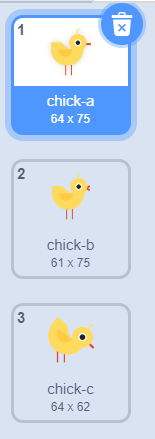 1
chick-a
64 x 75
2
chick-b
61 x 75
3
chick-c
64 x 62